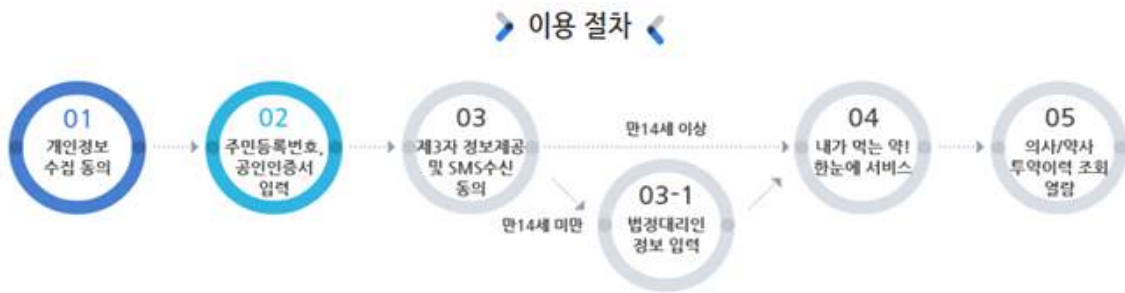 이용 절차
01
개인정보
수집 동의
02
주민등록번호,
공인인증서
입력
03
제3자 정보제공
및 SMS수신
동의
만14세 이상
만14세 미만
03-1
법정대리인
정보 입력
04
내가 먹는 약!
한눈에 서비스
05
의사/약사
투약이력 조회
열람